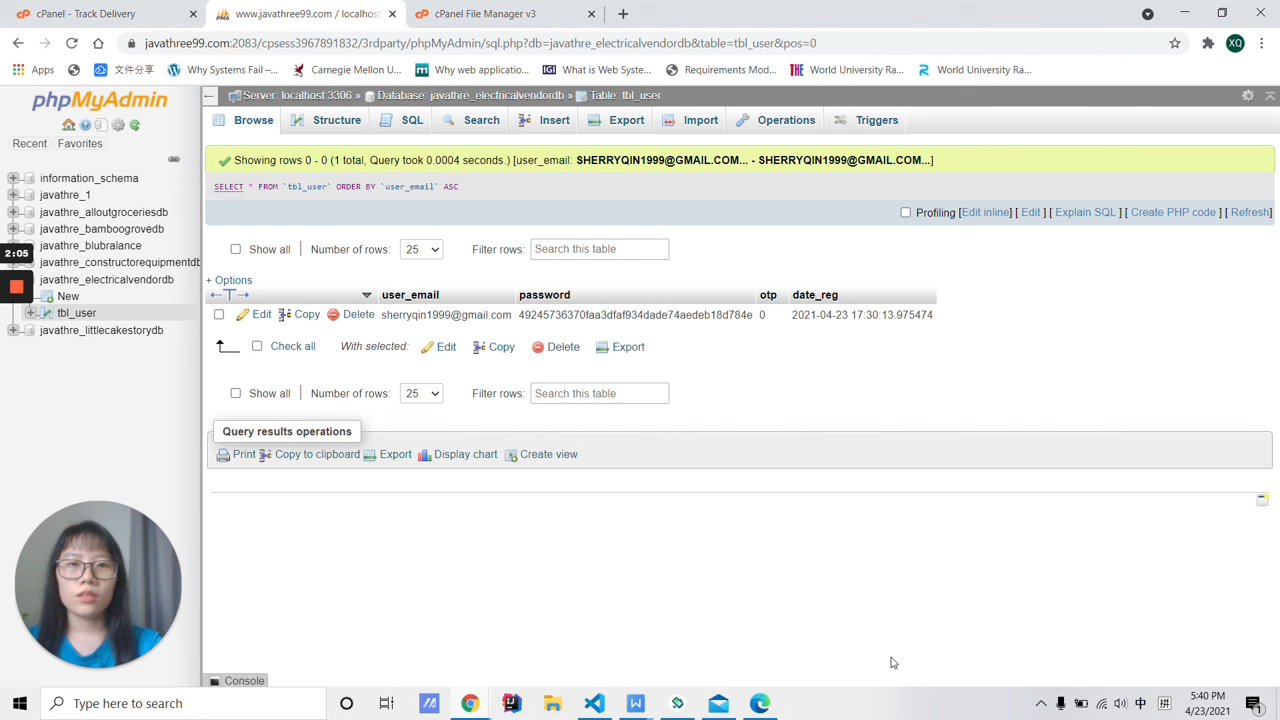 cPanel - Track Delivery
www.javathree99.com / localhost
cPanel File Manager v3
javathree99.com:2083/cpsess3967891832/3rdparty/phpMyAdmin/sql.php?db=javathre_electricalvendordb&table=tbl_user&pos=0
XQ
Apps
文件分享
Why Systems Fail –...
Carnegie Mellon U...
Why web applicatio...
What is Web Syste...
Requirements Mod...
World University Ra...
World University Ra...
phpMyAdmin
Recent
Favorites
information_schema
javathre_1
javathre_alloutgroceriesdb
javathre_bamboogrovedb
javathre_blubralance
javathre_constructorequipmentdb
javathre_electricalvendordb
New
tbl_user
javathre_littlecakestorydb
2:05
Server: localhost:3306 » Database: javathre_electricalvendordb » Table: tbl_user
Browse
Structure
SQL
Search
Insert
Export
Import
Operations
Triggers
Showing rows 0 - 0 (1 total, Query took 0.0004 seconds.) [user_email: SHERRYQIN1999@GMAIL.COM... - SHERRYQIN1999@GMAIL.COM...]
SELECT * FROM `tbl_user` ORDER BY `user_email` ASC
Profiling [Edit inline] [ Edit ] [ Explain SQL ] [ Create PHP code ] [ Refresh]
Show all | Number of rows: 25 Filter rows: Search this table
+ Options
user_email password otp date_reg
Edit Copy Delete sherryqin1999@gmail.com 49245736370faa3dfaf934dade74aedeb18d784e 0 2021-04-23 17:30:13.975474
Check all With selected: Edit Copy Delete Export
Show all | Number of rows: 25 Filter rows: Search this table
Query results operations
Print Copy to clipboard Export Display chart Create view
Console
Type here to search
中
拼
5:40 PM
4/23/2021
1